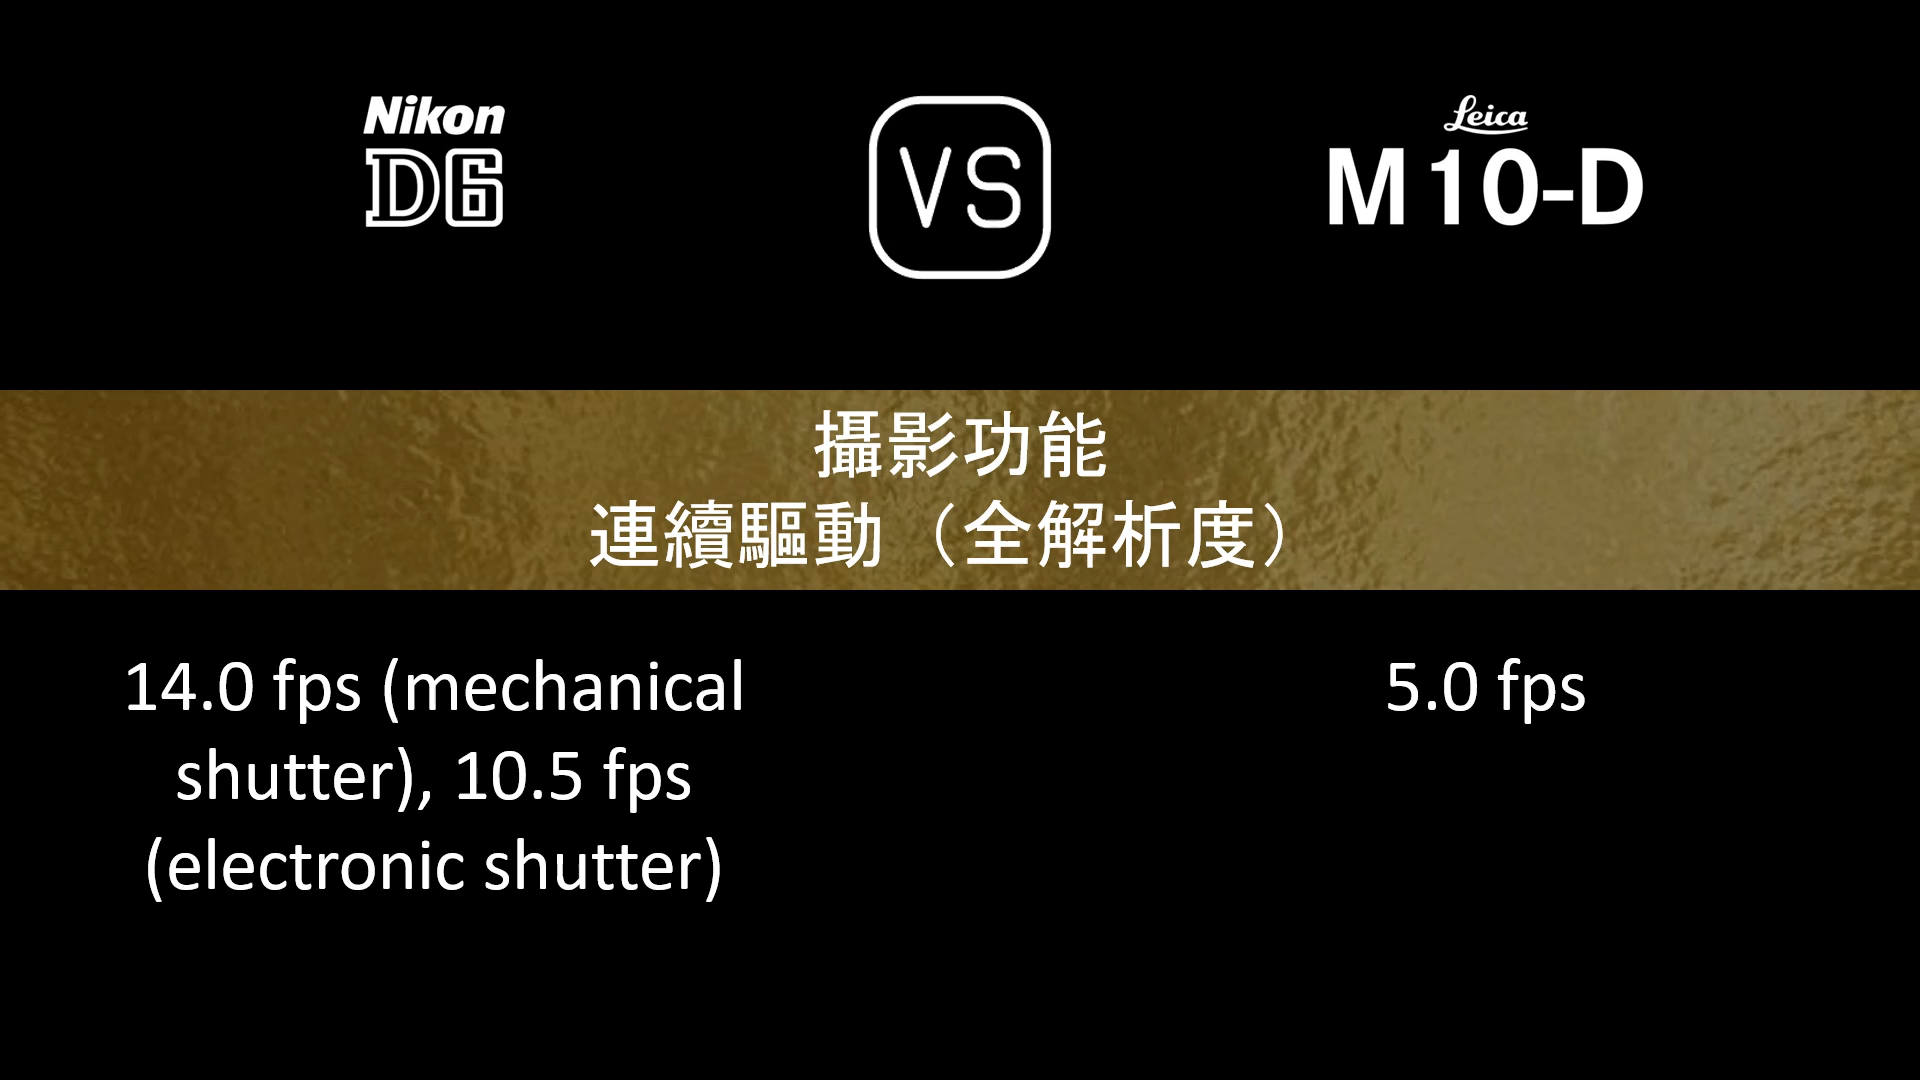 Nikon
D6
VS
Leica
M10-D
攝影功能
連續驅動（全解析度）
14.0 fps (mechanical
shutter), 10.5 fps
(electronic shutter)
5.0 fps